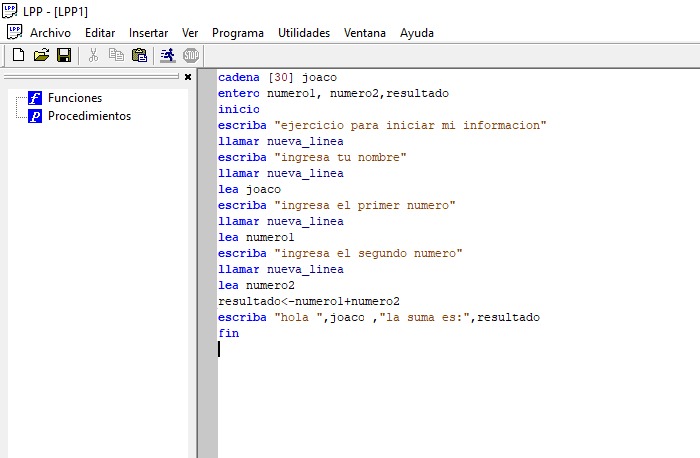 LPP - [LPP1]
Archivo Editar Insertar Ver Programa Utilidades Ventana Ayuda
Funciones
Procedimientos
cadena [30] joaco
entero numero1, numero2,resultado
inicio
escriba "ejercicio para iniciar mi informacion"
llamar nueva_linea
escriba "ingresa tu nombre"
llamar nueva_linea
lea joaco
escriba "ingresa el primer numero"
llamar nueva_linea
lea numero1
escriba "ingresa el segundo numero"
llamar nueva_linea
lea numero2
resultado<-numero1+numero2
escriba "hola ",joaco ,"la suma es:",resultado
fin